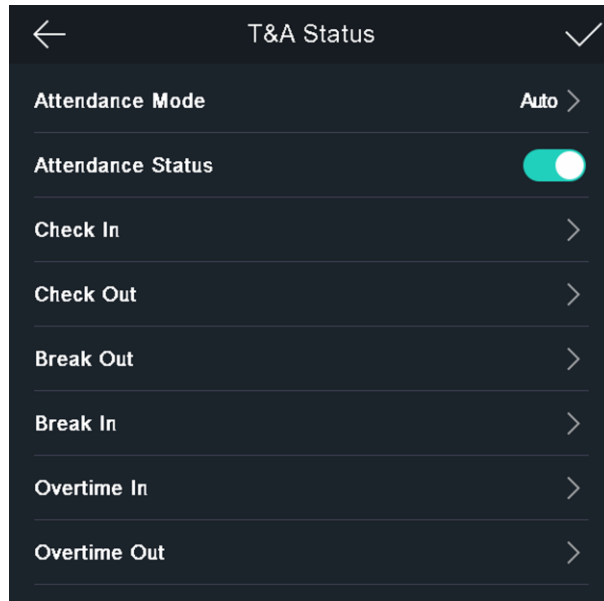 T&A Status
Attendance Mode Auto
Attendance Status
Check In
Check Out
Break Out
Break In
Overtime In
Overtime Out